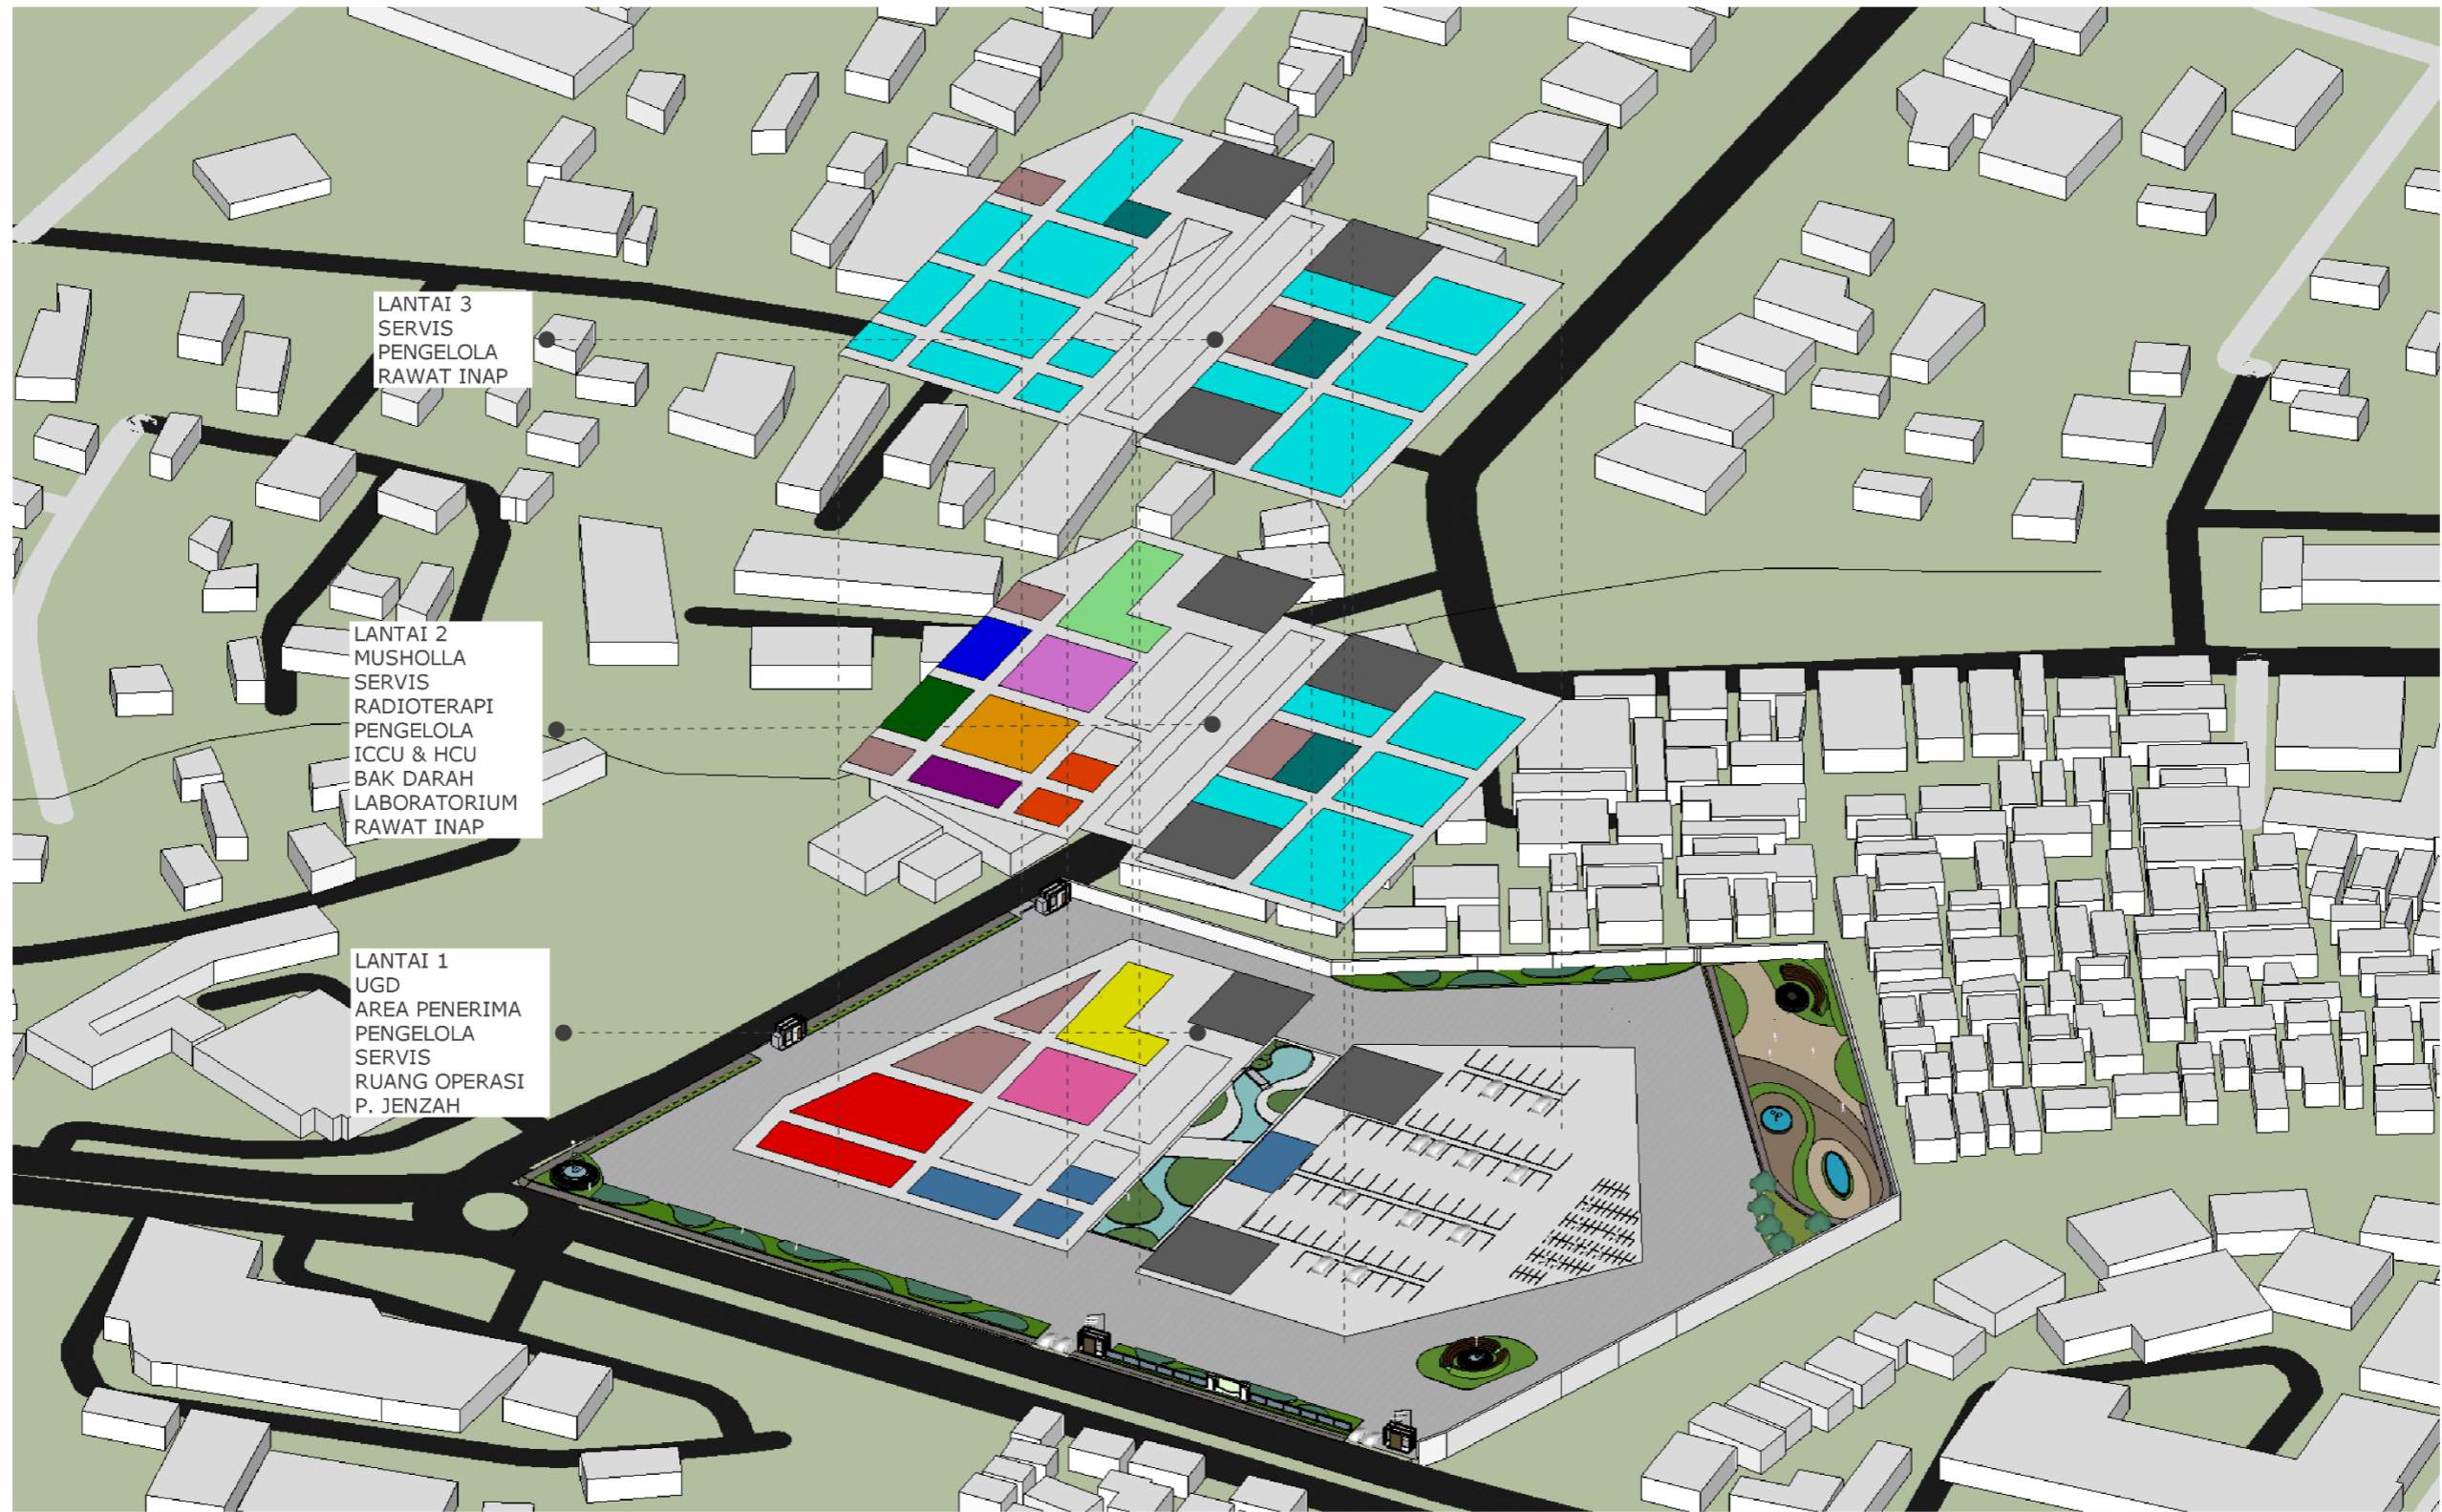 LANTAI 3
SERVIS
PENGELOLA
RAWAT INAP
LANTAI 2
MUSHOLLA
SERVIS
RADIOTERAPI
PENGELOLA
ICCU & HCU
BAK DARAH
LABORATORIUM
RAWAT INAP
LANTAI 1
UGD
AREA PENERIMA
PENGELOLA
SERVIS
RUANG OPERASI
P. JENZAH